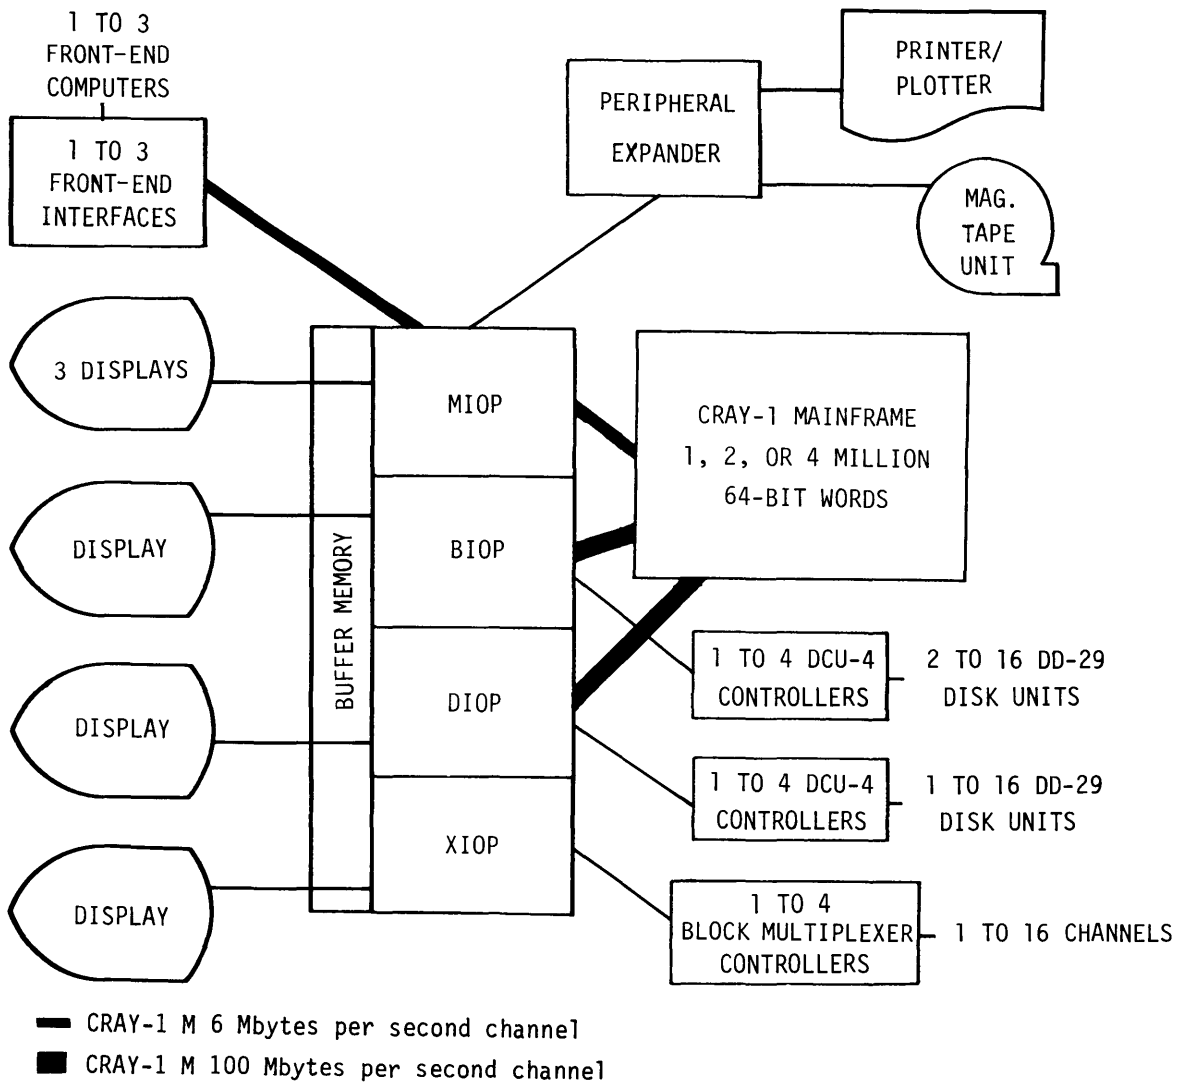 1 TO 3
FRONT-END
COMPUTERS
1 TO 3
FRONT-END
INTERFACES
PERIPHERAL
EXPANDER
PRINTER/
PLOTTER
MAG.
TAPE
UNIT
3 DISPLAYS
DISPLAY
DISPLAY
DISPLAY
BUFFER MEMORY
MIOP
BIOP
DIOP
XIOP
CRAY-1 MAINFRAME
1, 2, OR 4 MILLION
64-BIT WORDS
1 TO 4 DCU-4
CONTROLLERS
2 TO 16 DD-29
DISK UNITS
1 TO 4 DCU-4
CONTROLLERS
1 TO 16 DD-29
DISK UNITS
1 TO 4
BLOCK MULTIPLEXER
CONTROLLERS
1 TO 16 CHANNELS
CRAY-1 M 6 Mbytes per second channel
CRAY-1 M 100 Mbytes per second channel